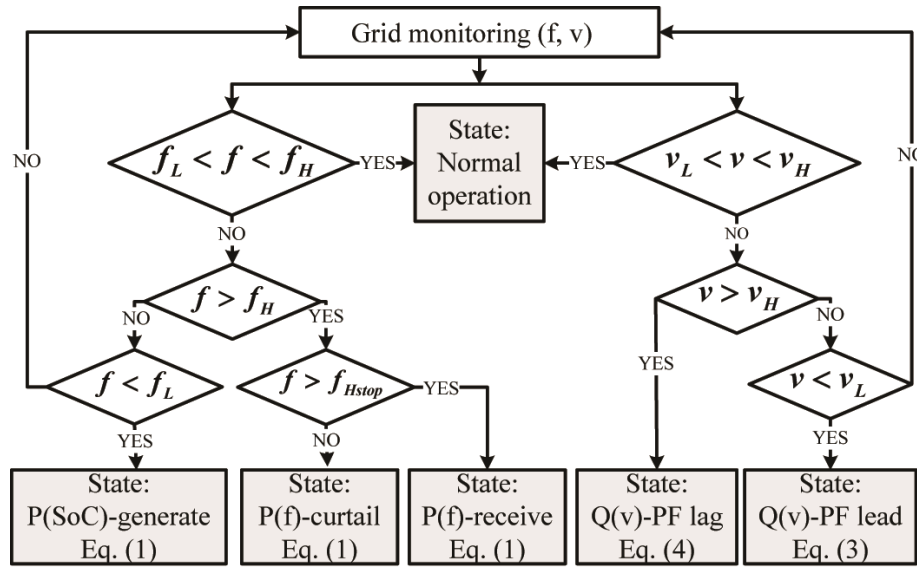 Grid monitoring (f, v)
f_L < f < f_H
YES
State:
Normal
operation
YES
v_L < v < v_H
NO
NO
NO
NO
f > f_H
v > v_H
NO
YES
YES
NO
f < f_L
f > f_Hstop
YES
v < v_L
YES
NO
YES
State:
P(SoC)-generate
Eq. (1)
State:
P(f)-curtail
Eq. (1)
State:
P(f)-receive
Eq. (1)
State:
Q(v)-PF lag
Eq. (4)
State:
Q(v)-PF lead
Eq. (3)